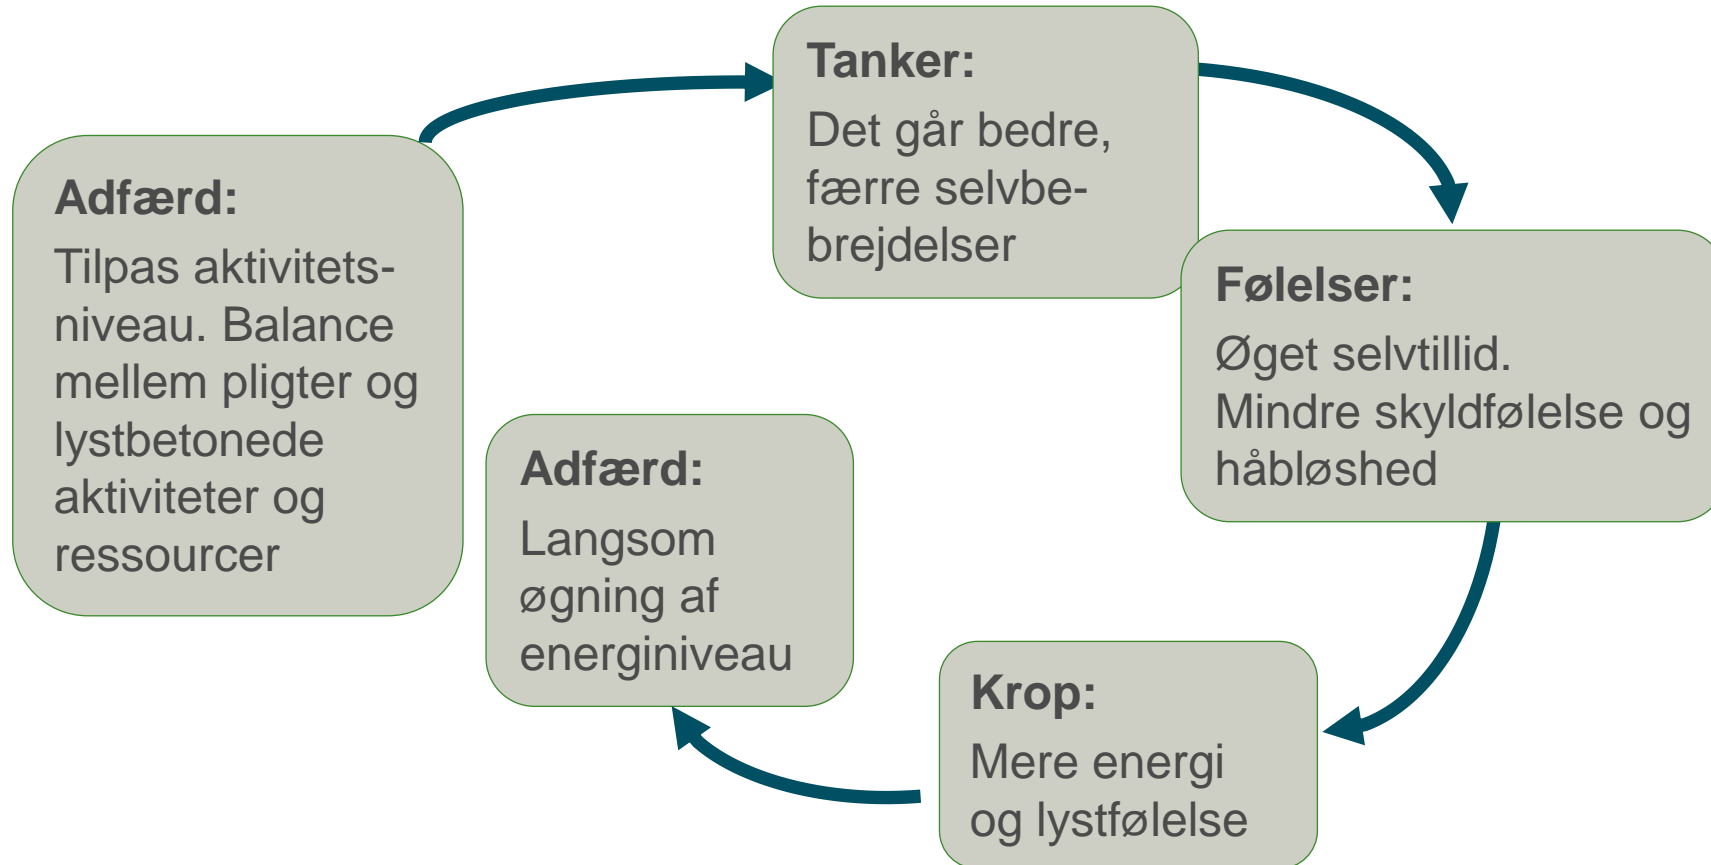 Adfærd:
Tilpas aktivitets-
niveau. Balance
mellem pligter og
lystbetonede
aktiviteter og
ressourcer
Tanker:
Det går bedre,
færre selvbe-
brejdelser
Følelser:
Øget selvtillid.
Mindre skyldfølelse og
håbløshed
Krop:
Mere energi
og lystfølelse
Adfærd:
Langsom
øgning af
energiniveau